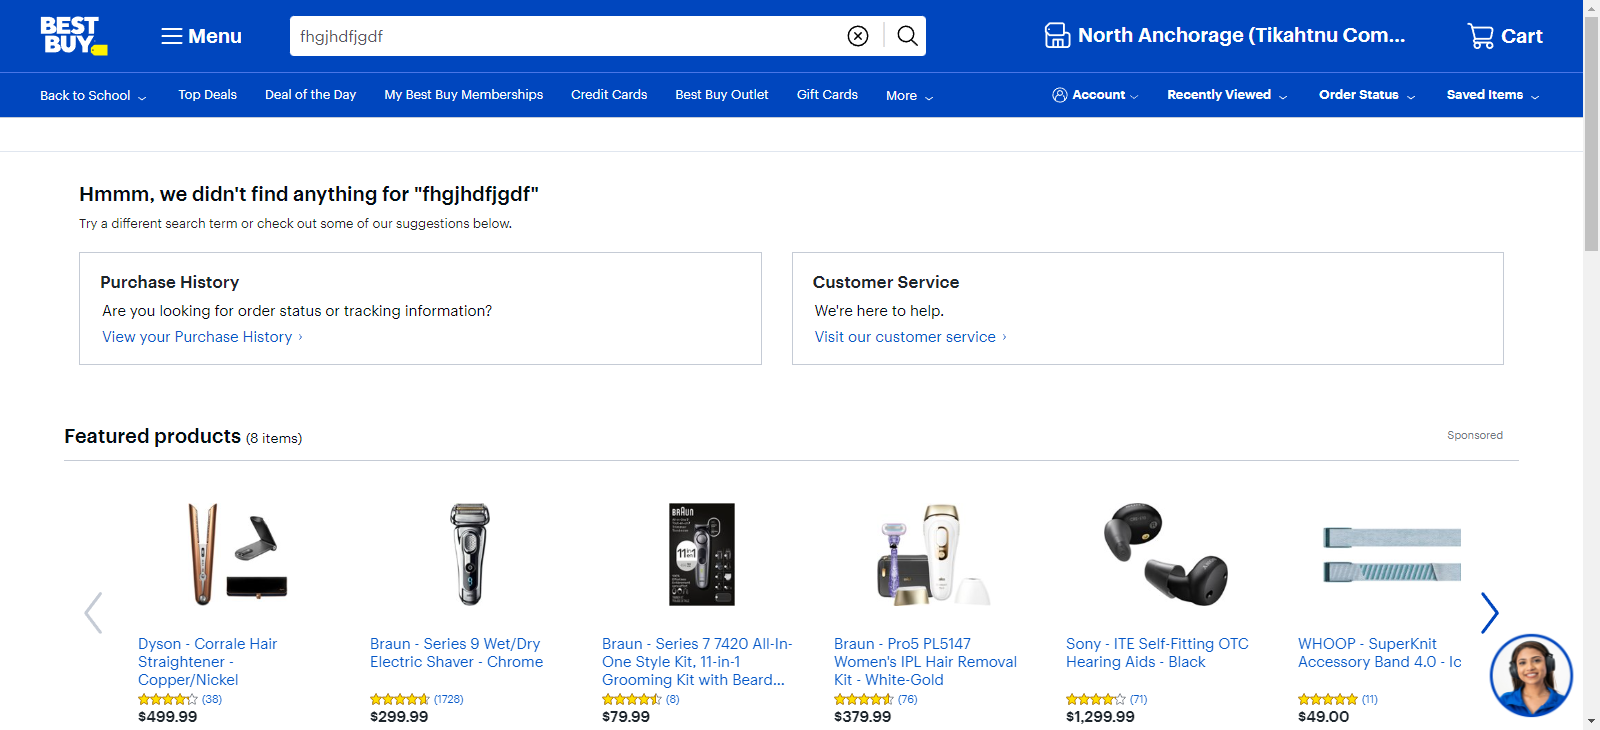 BEST BUY
Menu
fhgjhdfjgdf
North Anchorage (Tikahtnu Com...
Cart
Back to School
Top Deals
Deal of the Day
My Best Buy Memberships
Credit Cards
Best Buy Outlet
Gift Cards
More
Account
Recently Viewed
Order Status
Saved Items
Hmmm, we didn't find anything for "fhgjhdfjgdf"
Try a different search term or check out some of our suggestions below.
Purchase History
Are you looking for order status or tracking information?
View your Purchase History
Customer Service
We're here to help.
Visit our customer service
Featured products (8 items)
Sponsored
BRAUN
11 in 1
Dyson - Corrale Hair
Straightener -
Copper/Nickel
(38)
$499.99
Braun - Series 9 Wet/Dry
Electric Shaver - Chrome
(1728)
$299.99
Braun - Series 7 7420 All-In-
One Style Kit, 11-in-1
Grooming Kit with Beard...
(8)
$79.99
Braun - Pro5 PL5147
Women's IPL Hair Removal
Kit - White-Gold
(76)
$379.99
Sony - ITE Self-Fitting OTC
Hearing Aids - Black
(71)
$1,299.99
WHOOP - SuperKnit
Accessory Band 4.0 - Ic
(11)
$49.00